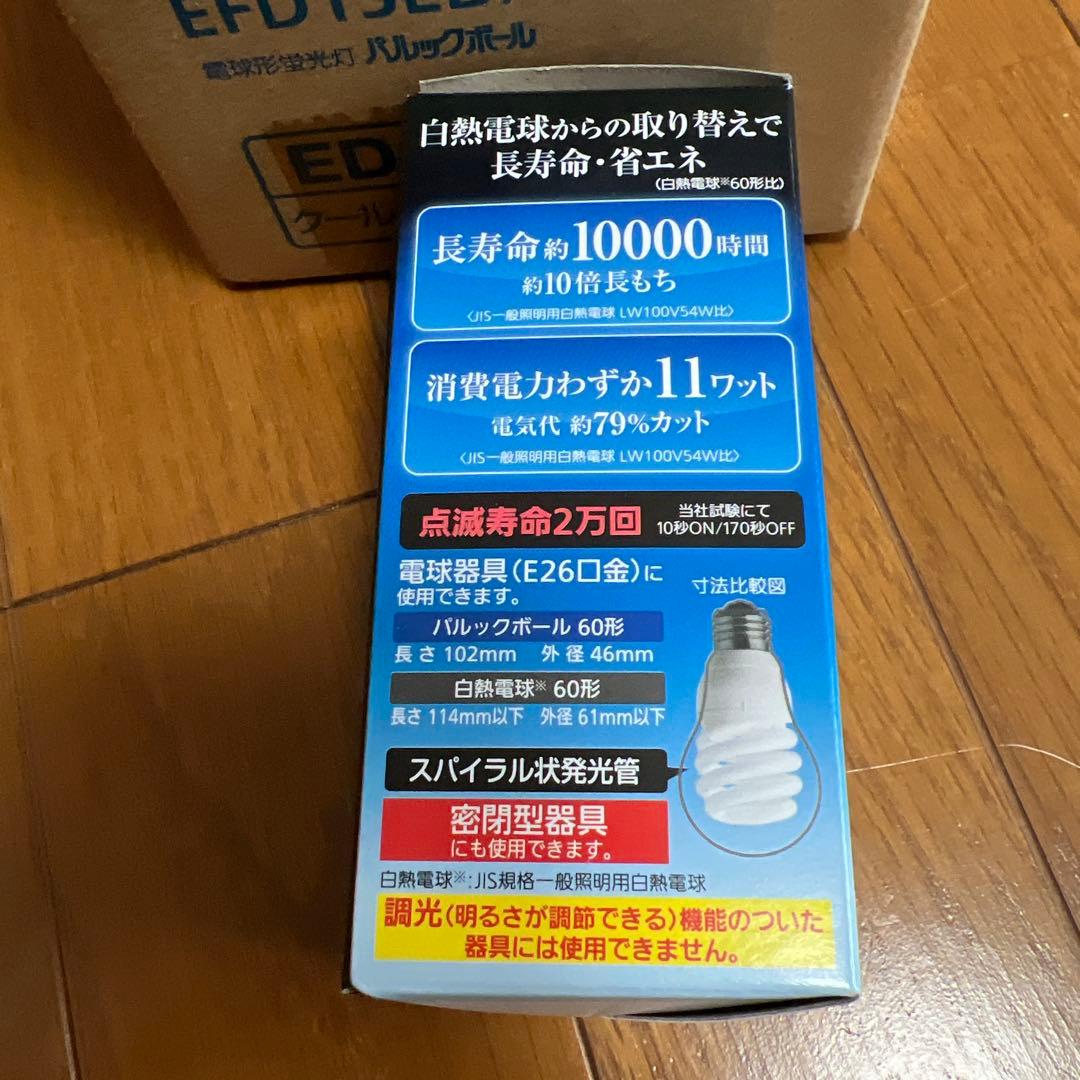 電球形蛍光灯 パルックボール
ED
クール
白熱電球からの取り替えで
長寿命・省エネ
(白熱電球※60形比)
長寿命 約10000時間
約10倍長もち
〈JIS一般照明用白熱電球 LW100V54W比〉
消費電力わずか11ワット
電気代 約79%カット
〈JIS一般照明用白熱電球 LW100V54W比〉
点滅寿命2万回
当社試験にて
10秒ON/170秒OFF
電球器具(E26口金)に
使用できます。
寸法比較図
パルックボール 60形
長さ 102mm 外径 46mm
白熱電球※ 60形
長さ 114mm以下 外径 61mm以下
スパイラル状発光管
密閉型器具
にも使用できます。
白熱電球※:JIS規格一般照明用白熱電球
調光(明るさが調節できる)機能のついた
器具には使用できません。